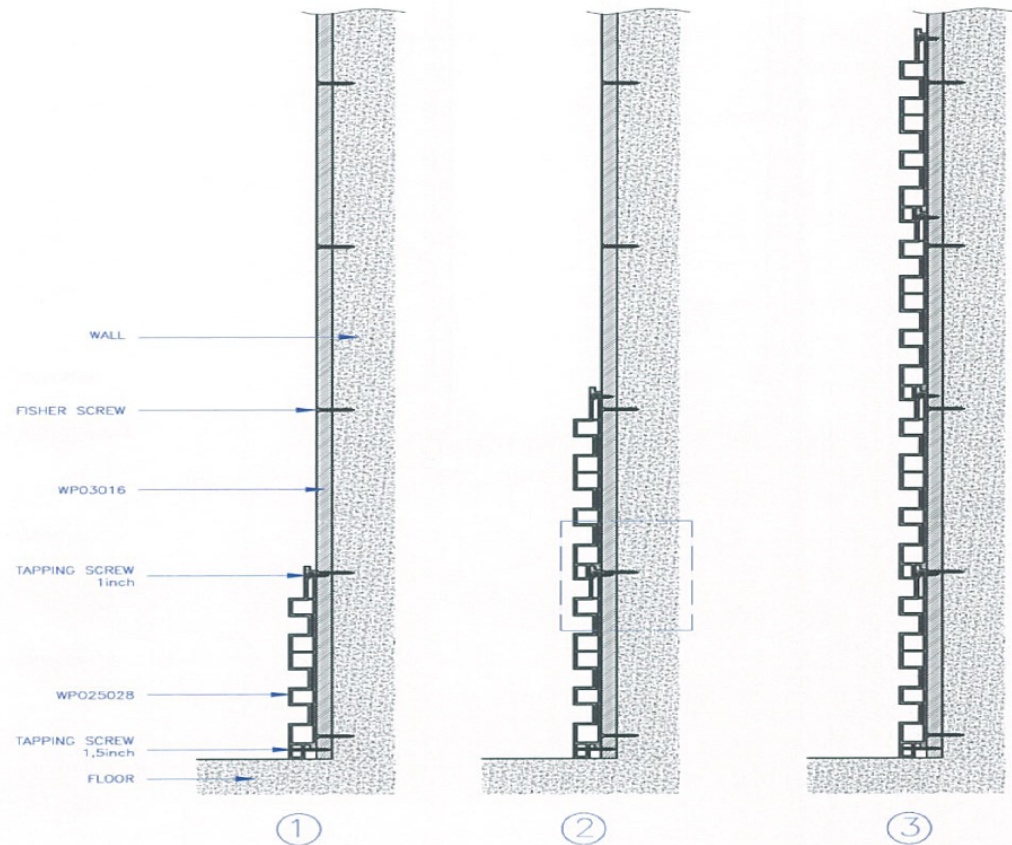 WALL
FISHER SCREW
WP03016
TAPPING SCREW
1inch
WP025028
TAPPING SCREW
1,5inch
FLOOR
1
2
3